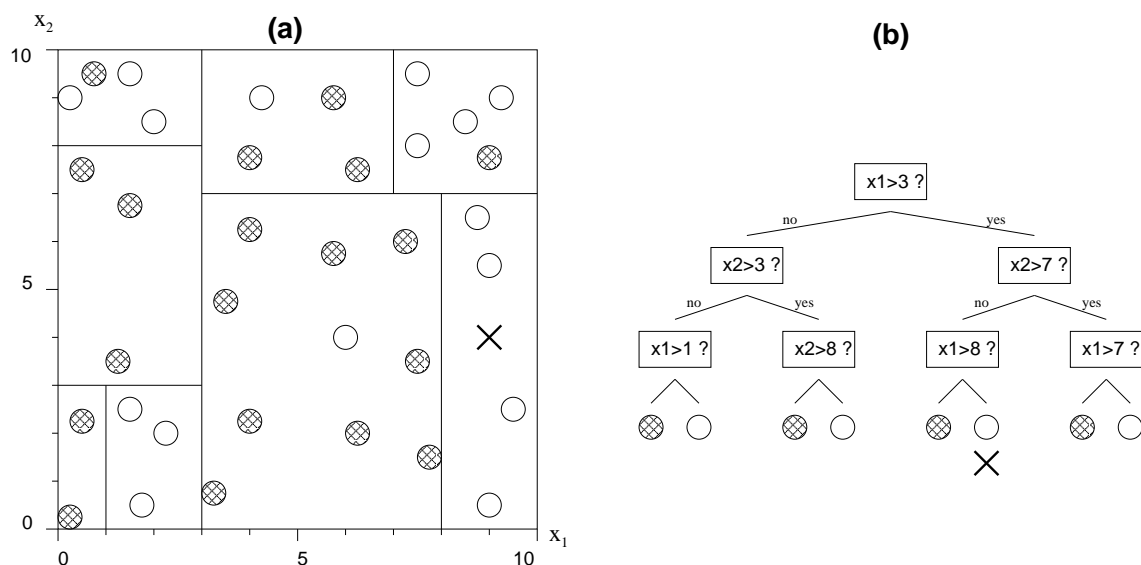 (a)
x2
10
5
0
0 5 10
x1
(b)
x1>3 ?
no yes
x2>3 ? x2>7 ?
no yes no yes
x1>1 ? x2>8 ? x1>8 ? x1>7 ?